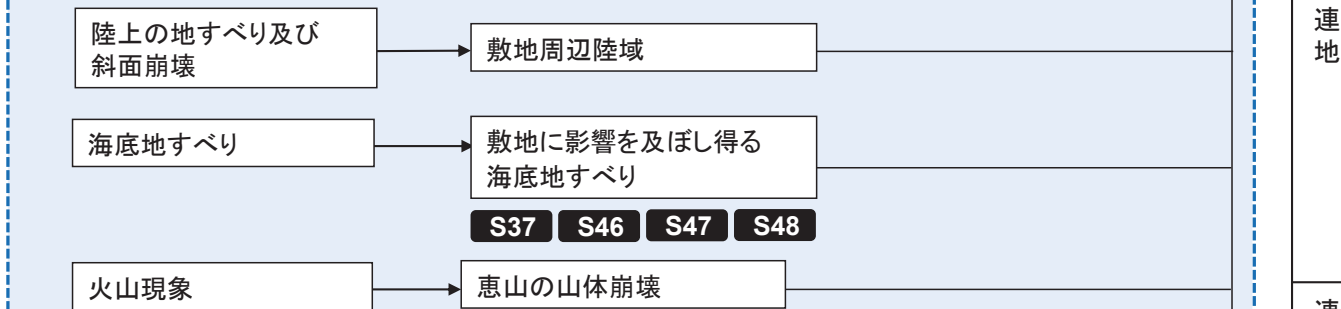 陸上の地すべり及び
斜面崩壊
敷地周辺陸域
海底地すべり
敷地に影響を及ぼし得る
海底地すべり
S37 S46 S47 S48
火山現象
恵山の山体崩壊
連
地